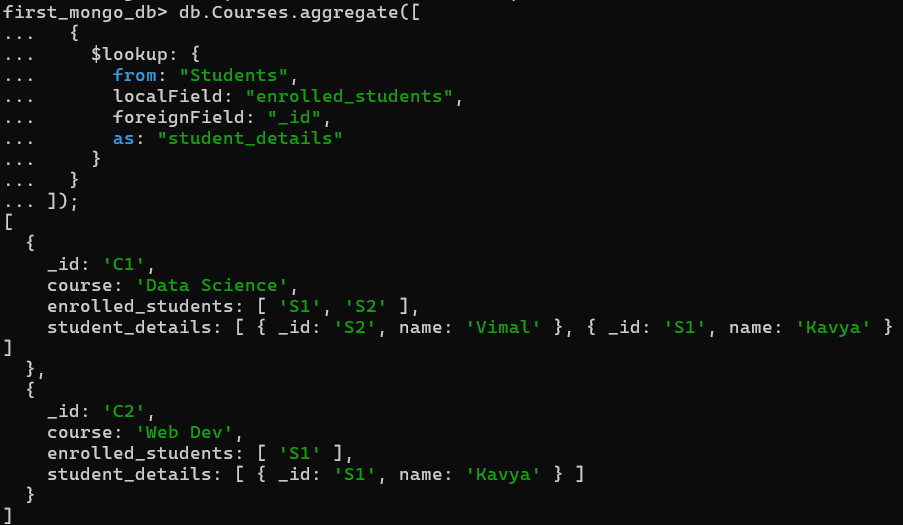 first_mongo_db> db.Courses.aggregate([
...   {
...     $lookup: {
...       from: "Students",
...       localField: "enrolled_students",
...       foreignField: "_id",
...       as: "student_details"
...     }
...   }
... ]);
[
  {
    _id: 'C1',
    course: 'Data Science',
    enrolled_students: [ 'S1', 'S2' ],
    student_details: [ { _id: 'S2', name: 'Vimal' }, { _id: 'S1', name: 'Kavya' }
]
  },
  {
    _id: 'C2',
    course: 'Web Dev',
    enrolled_students: [ 'S1' ],
    student_details: [ { _id: 'S1', name: 'Kavya' } ]
  }
]